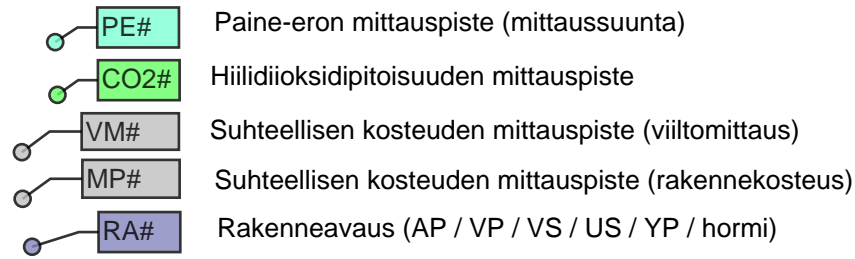 PE# Paine-eron mittauspiste (mittaussuunta)
CO2# Hiilidiioksidipitoisuuden mittauspiste
VM# Suhteellisen kosteuden mittauspiste (viiltomittaus)
MP# Suhteellisen kosteuden mittauspiste (rakennekosteus)
RA# Rakenneavaus (AP / VP / VS / US / YP / hormi)